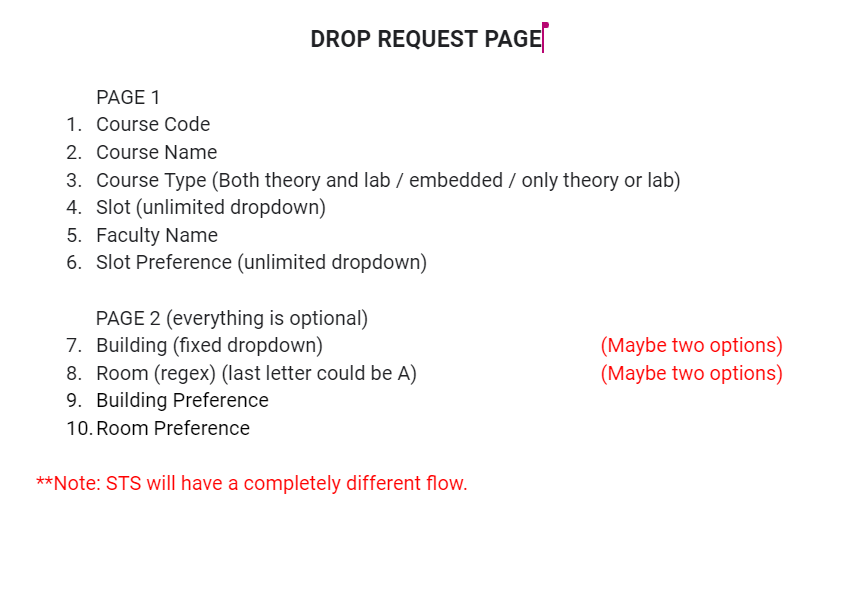 DROP REQUEST PAGE
PAGE 1
1. Course Code
2. Course Name
3. Course Type (Both theory and lab / embedded / only theory or lab)
4. Slot (unlimited dropdown)
5. Faculty Name
6. Slot Preference (unlimited dropdown)
PAGE 2 (everything is optional)
7. Building (fixed dropdown) (Maybe two options)
8. Room (regex) (last letter could be A) (Maybe two options)
9. Building Preference
10. Room Preference
**Note: STS will have a completely different flow.